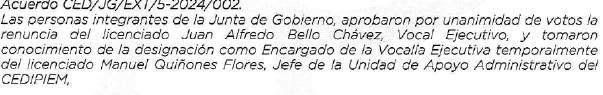 Acuerdo CED/JG/EXT/5-2024/002.
Las personas integrantes de la Junta de Gobierno, aprobaron por unanimidad de votos la
renuncia del licenciado Juan Alfredo Bello Chávez, Vocal Ejecutivo, y tomaron
conocimiento de la designación como Encargado de la Vocalía Ejecutiva temporalmente
del licenciado Manuel Quiñones Flores, Jefe de la Unidad de Apoyo Administrativo del
CEDIPIEM,